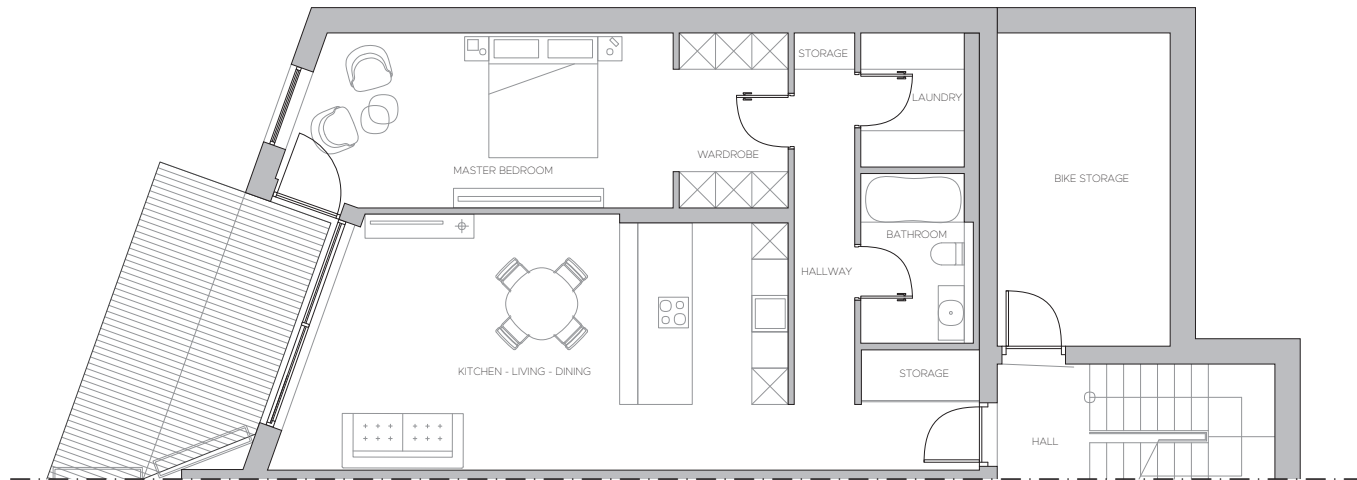 STORAGE
LAUNDRY
WARDROBE
MASTER BEDROOM
BIKE STORAGE
BATHROOM
HALLWAY
KITCHEN - LIVING - DINING
STORAGE
HALL